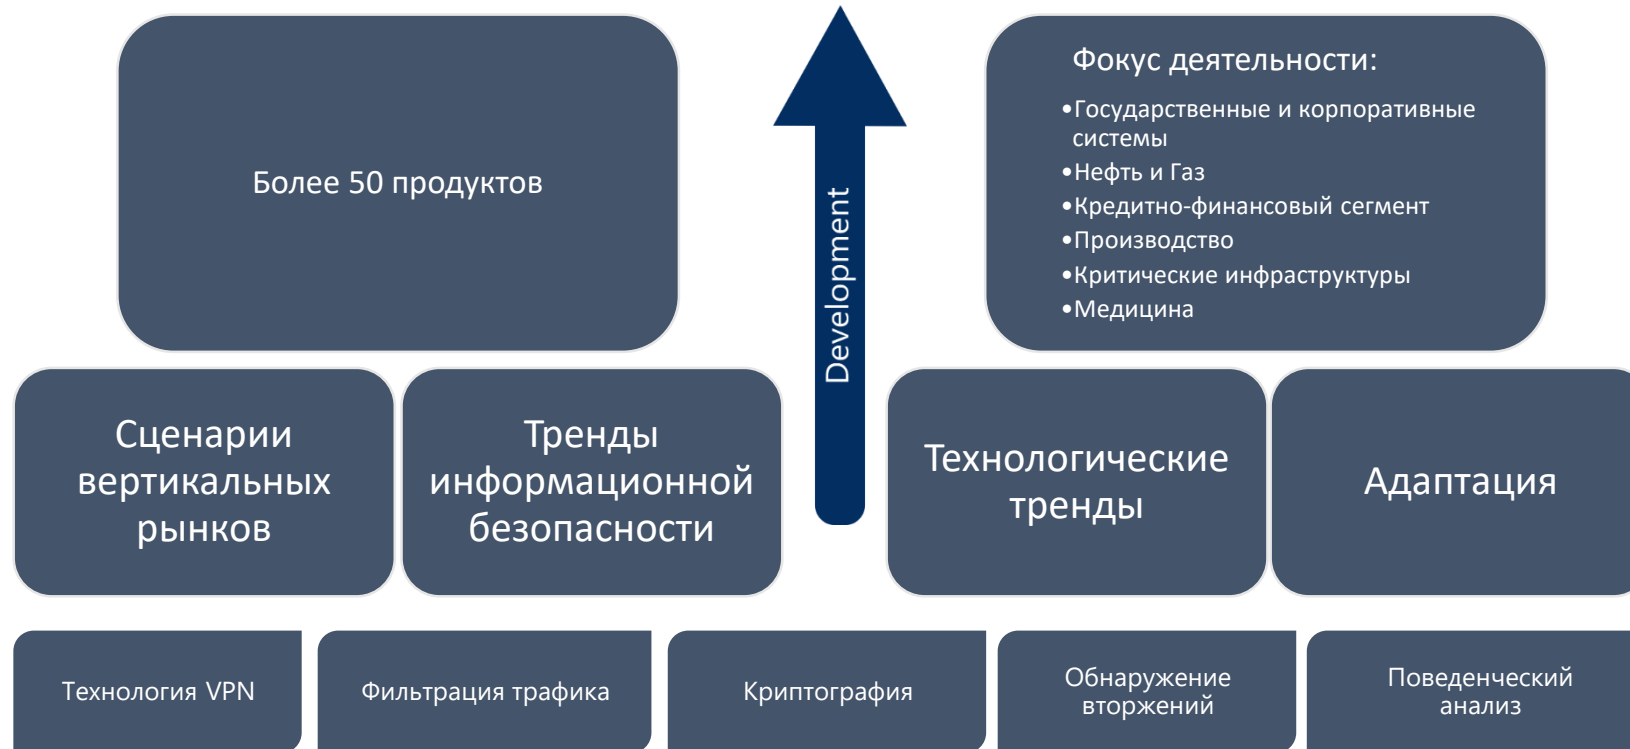 Более 50 продуктов
Development
Фокус деятельности:
•Государственные и корпоративные
системы
•Нефть и Газ
•Кредитно-финансовый сегмент
•Производство
•Критические инфраструктуры
•Медицина
Сценарии
вертикальных
рынков
Тренды
информационной
безопасности
Технологические
тренды
Адаптация
Технология VPN
Фильтрация трафика
Криптография
Обнаружение
вторжений
Поведенческий
анализ